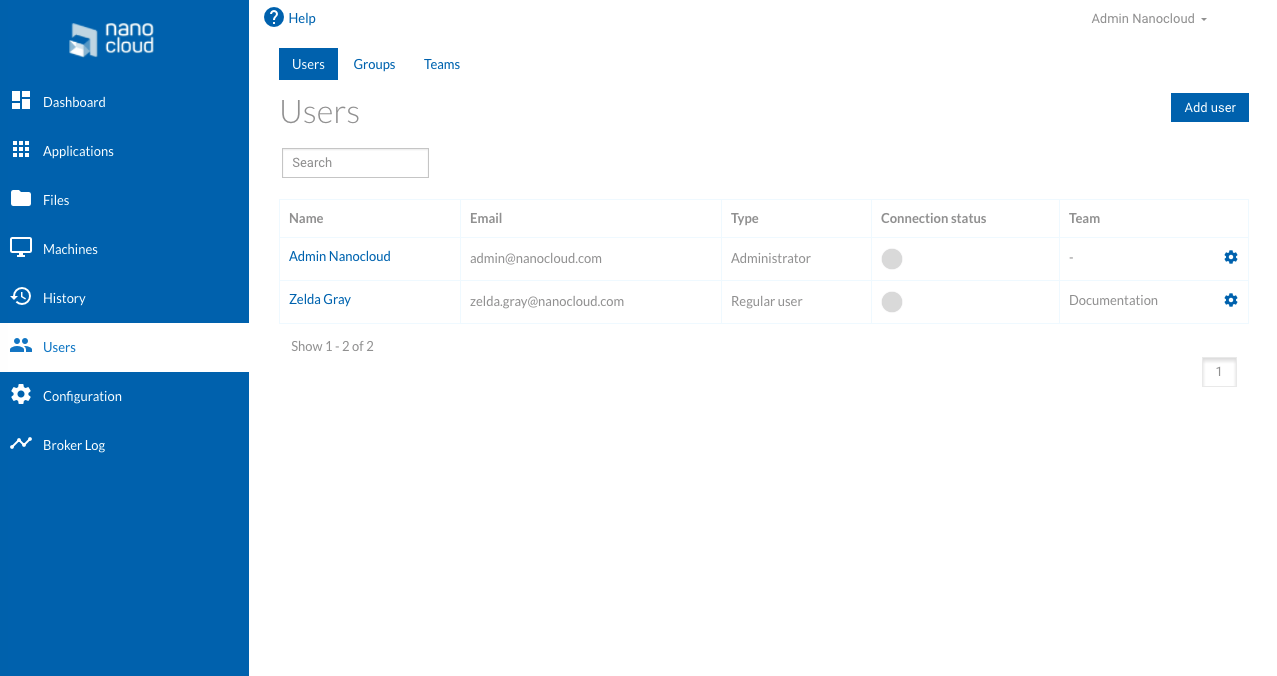 nano
cloud
Help
Admin Nanocloud
Dashboard
Applications
Files
Machines
History
Users
Configuration
Broker Log
Users Groups Teams
Users
Add user
Search
Name Email Type Connection status Team
Admin Nanocloud admin@nanocloud.com Administrator -
Zelda Gray zelda.gray@nanocloud.com Regular user Documentation
Show 1 - 2 of 2
1